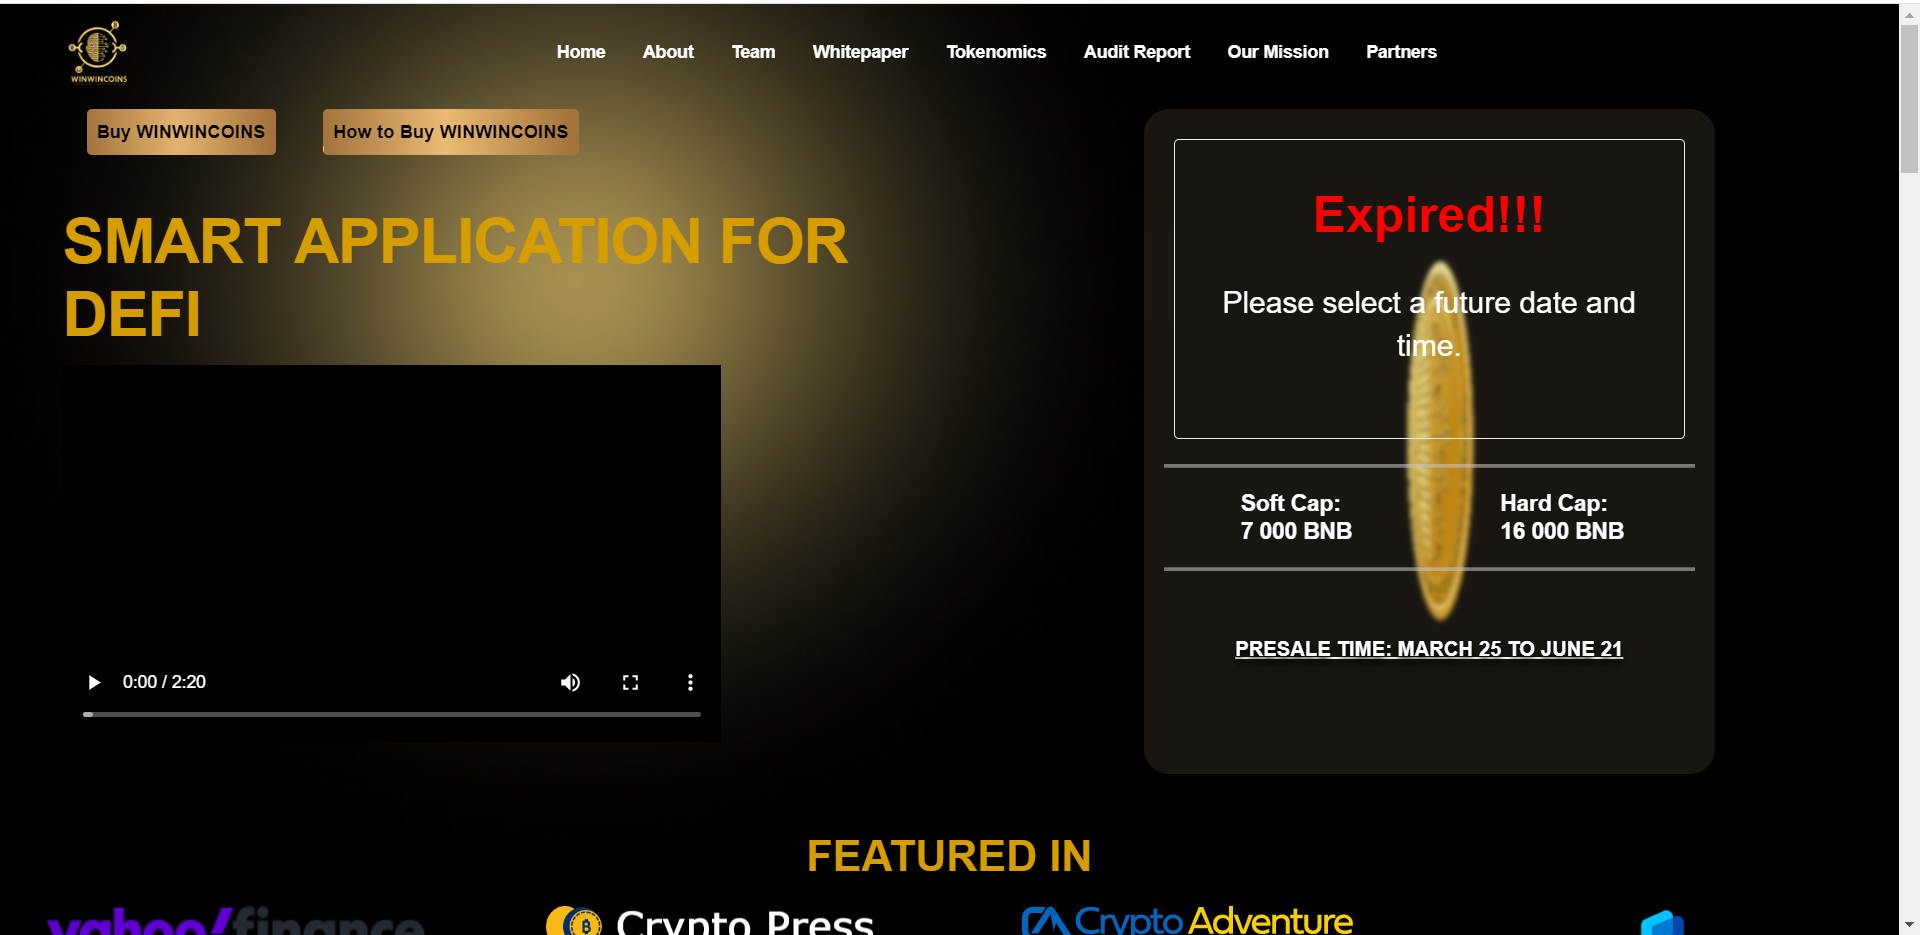 WINWINCOINS
Home About Team Whitepaper Tokenomics Audit Report Our Mission Partners
Buy WINWINCOINS
How to Buy WINWINCOINS
SMART APPLICATION FOR
DEFI
0:00 / 2:20
Expired!!!
Please select a future date and
time.
Soft Cap:
7 000 BNB
Hard Cap:
16 000 BNB
PRESALE TIME: MARCH 25 TO JUNE 21
FEATURED IN
yahoo!finance
Crypto Press
CryptoAdventure